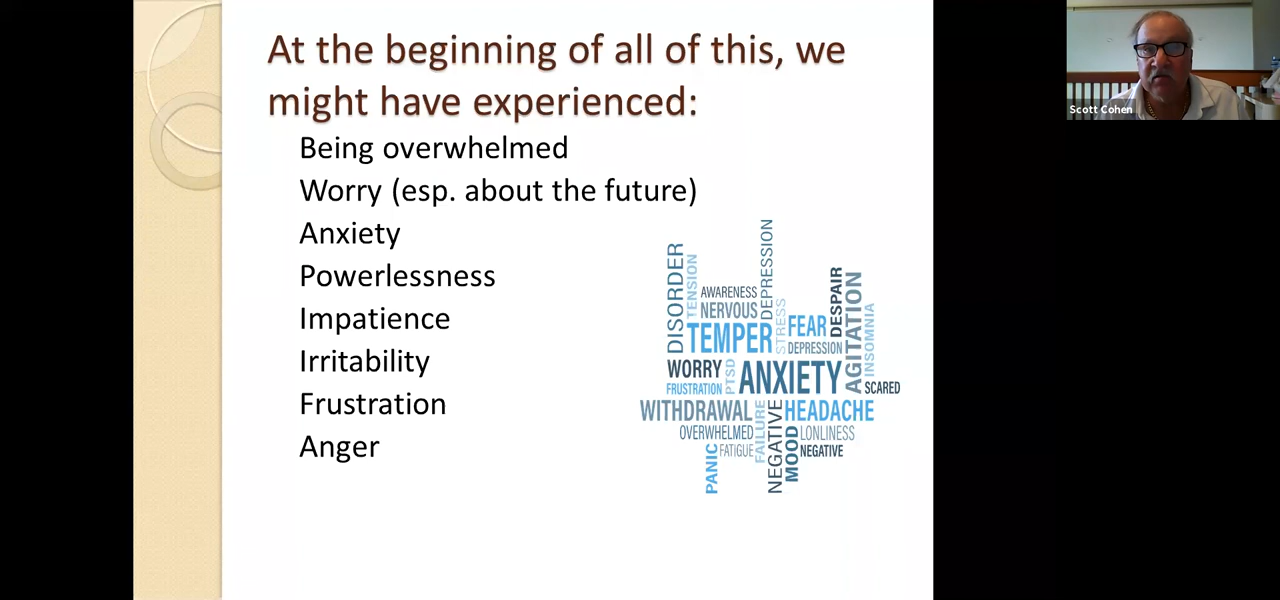 At the beginning of all of this, we
might have experienced:
Being overwhelmed
Worry (esp. about the future)
Anxiety
Powerlessness
Impatience
Irritability
Frustration
Anger
DISORDER
TENSION
AWARENESS
NERVOUS
TEMPER
DEPRESSION
STRESS
FEAR
DEPRESSION
DESPAIR
AGITATION
INSOMNIA
WORRY
FRUSTRATION
PTSD
ANXIETY
SCARED
WITHDRAWAL
OVERWHELMED
FATIGUE
PANIC
FAILURE
NEGATIVE
MOOD
HEADACHE
LONLINESS
NEGATIVE
Scott Cohen